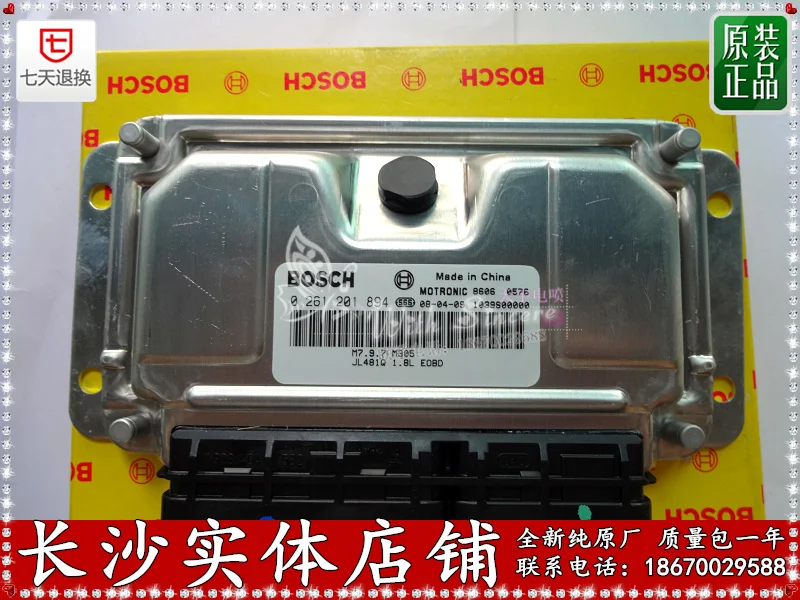 七天退换
BOSCH BOSCH BOSCH
原装
正品
BOSCH
Made in China
MOTRONIC 8606 0576
0 261 201 894
08-04-09 1039S00000
M7.9.7
JL481Q 1.8L EOBD
BOSCH
BOSCH
长沙实体店铺
全新纯原厂 质量包一年
联系电话：18670029588